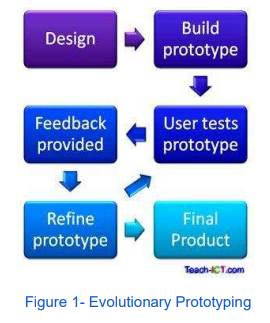 Design
Build
prototype
Feedback
provided
User tests
prototype
Refine
prototype
Final
Product
Teach-ICT.com
Figure 1- Evolutionary Prototyping